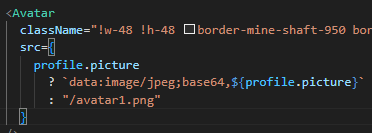 <Avatar
className="!w-48 !h-48 border-mine-shaft-950 bor
src={
profile.picture
? `data:image/jpeg;base64,${profile.picture}`
: "/avatar1.png"
}